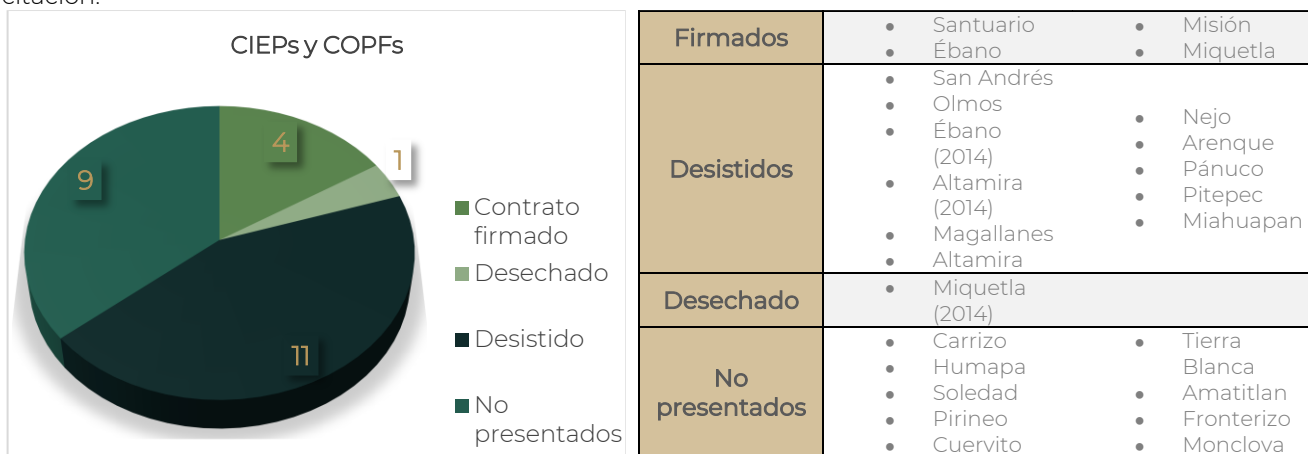 citación.
CIEPs y COPFs
4
1
9
11
Contrato
firmado
Desechado
Desistido
No
presentados
Firmados
• Santuario
• Ébano
• Misión
• Miquetla
Desistidos
• San Andrés
• Olmos
• Ébano
(2014)
• Altamira
(2014)
• Magallanes
• Altamira
• Nejo
• Arenque
• Pánuco
• Pitepec
• Miahuapan
Desechado
• Miquetla
(2014)
No
presentados
• Carrizo
• Humapa
• Soledad
• Pirineo
• Cuervito
• Tierra
Blanca
• Amatitlan
• Fronterizo
• Monclova